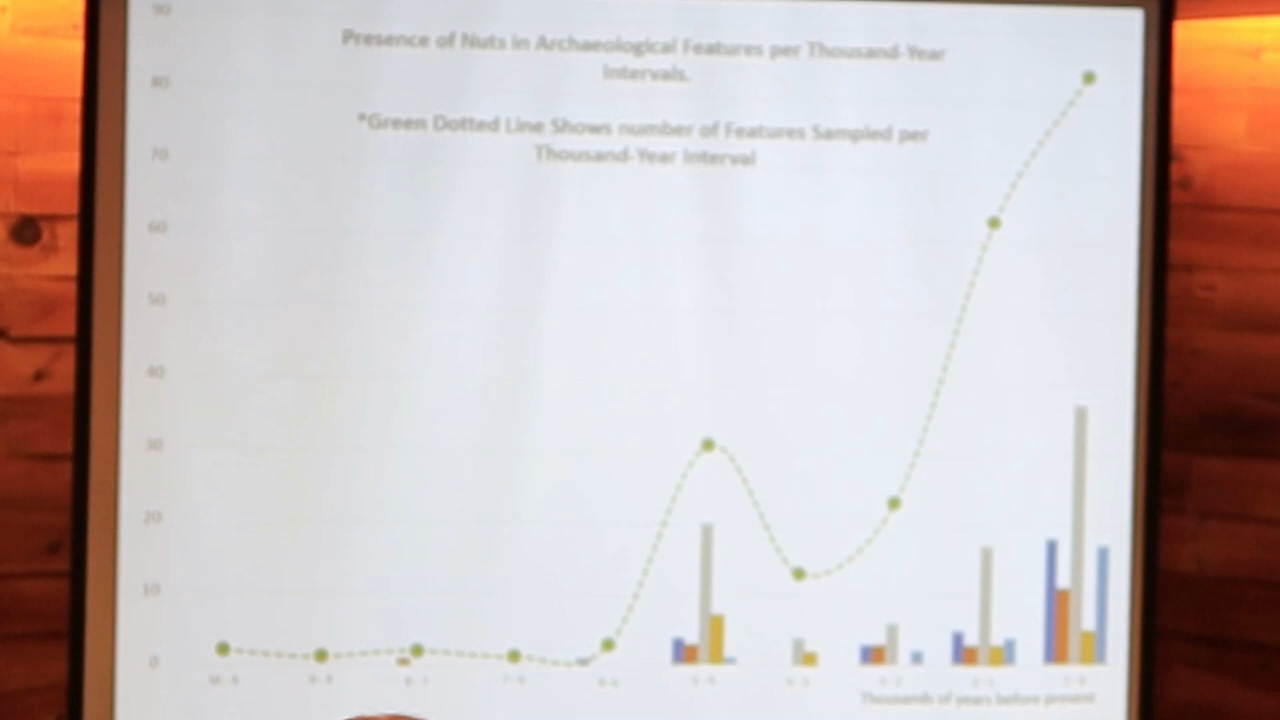 90
Presence of Nuts in Archaeological Features per Thousand-Year
Intervals.
80
*Green Dotted Line Shows number of Features Sampled per
Thousand-Year Interval
70
60
50
40
30
20
10
0
Thousands of years before present